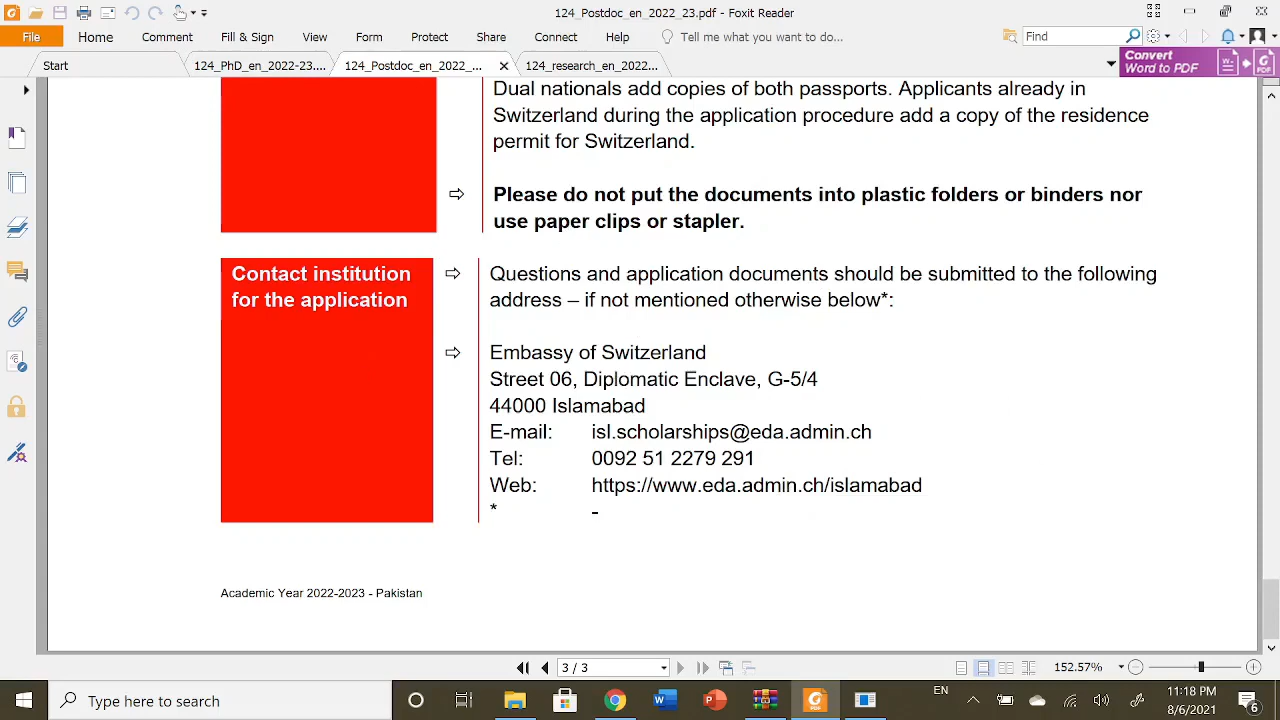 124_Postdoc_en_2022_23.pdf - Foxit Reader
File Home Comment Fill & Sign View Form Protect Share Connect Help Tell me what you want to do... Find
Start 124_PhD_en_2022-23.... 124_Postdoc_en_2022_... 124_research_en_2022...
Convert
Word to PDF
Dual nationals add copies of both passports. Applicants already in
Switzerland during the application procedure add a copy of the residence
permit for Switzerland.
⇨ Please do not put the documents into plastic folders or binders nor
use paper clips or stapler.
Contact institution
for the application
⇨ Questions and application documents should be submitted to the following
address – if not mentioned otherwise below*:
⇨ Embassy of Switzerland
Street 06, Diplomatic Enclave, G-5/4
44000 Islamabad
E-mail: isl.scholarships@eda.admin.ch
Tel: 0092 51 2279 291
Web: https://www.eda.admin.ch/islamabad
* -
Academic Year 2022-2023 - Pakistan
3 / 3 152.57%
Type here to search EN 11:18 PM
8/6/2021 6